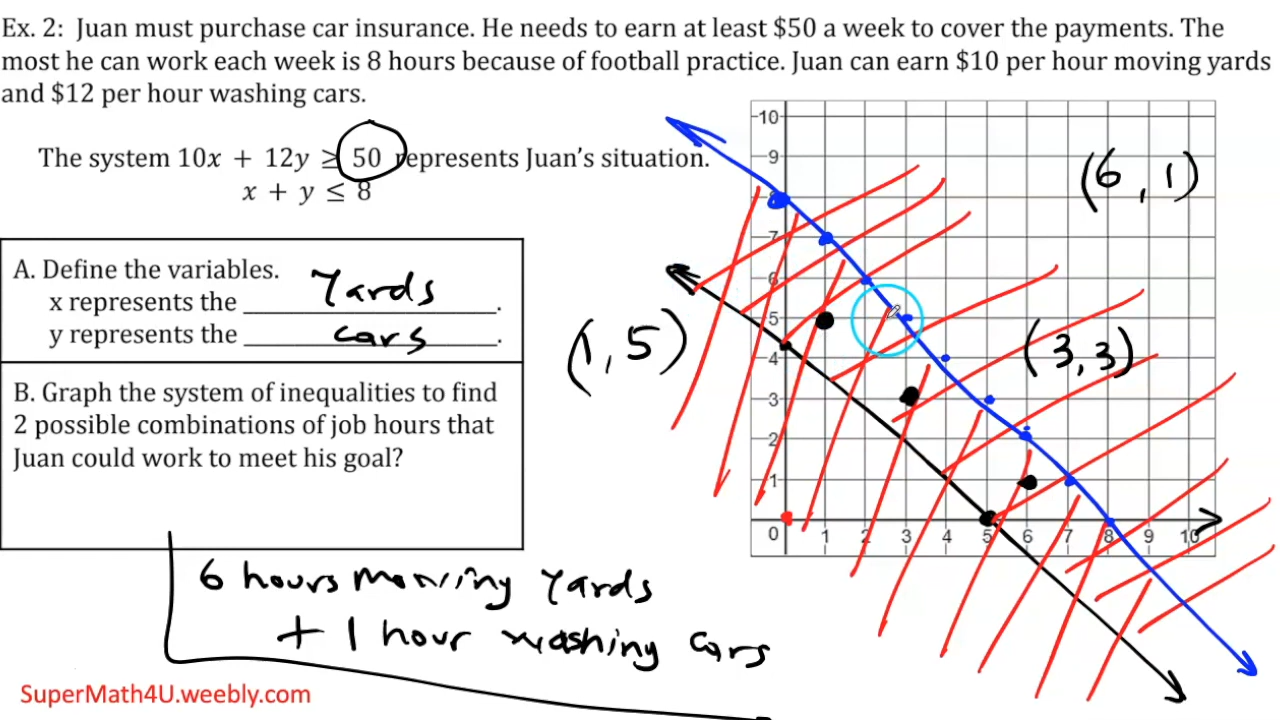 Ex. 2: Juan must purchase car insurance. He needs to earn at least $50 a week to cover the payments. The
most he can work each week is 8 hours because of football practice. Juan can earn $10 per hour moving yards
and $12 per hour washing cars.
The system 10x + 12y ≥ 50 represents Juan's situation.
x + y ≤ 8
A. Define the variables.
x represents the Yards.
y represents the cars.
B. Graph the system of inequalities to find
2 possible combinations of job hours that
Juan could work to meet his goal?
(6, 1)
(1, 5)
(3, 3)
10
9
8
7
6
5
4
3
2
1
0 1 2 3 4 5 6 7 8 9 10
6 hours moving Yards
+ 1 hour washing cars
SuperMath4U.weebly.com